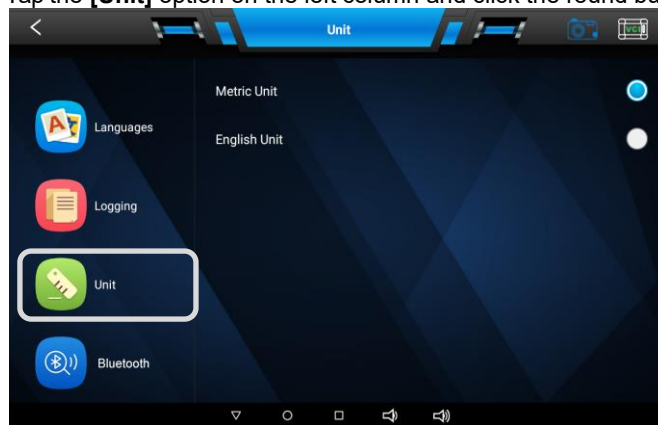 Tap the [Unit] option on the left column and click the round bu
Unit
VCI
Metric Unit
Languages
English Unit
Logging
Unit
Bluetooth